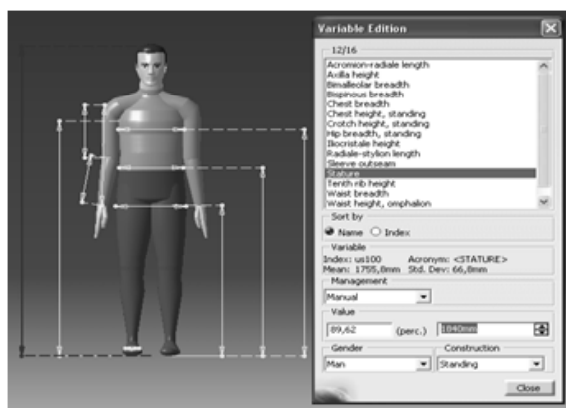 Variable Edition
12/16
Acromion-radiale length
Axilla height
Bimalleolar breadth
Bispinous breadth
Chest breadth
Chest height, standing
Crotch height, standing
Hip breadth, standing
Iliocristale height
Radiale-stylion length
Sleeve outseam
Stature
Tenth rib height
Waist breadth
Waist height, omphalion
Sort by
Name Index
Variable
Index: us100 Acronym: <STATURE>
Mean: 1755,8mm Std. Dev: 66,8mm
Management
Manual
Value
89,62 (perc.) 1840mm
Gender Construction
Man Standing
Close